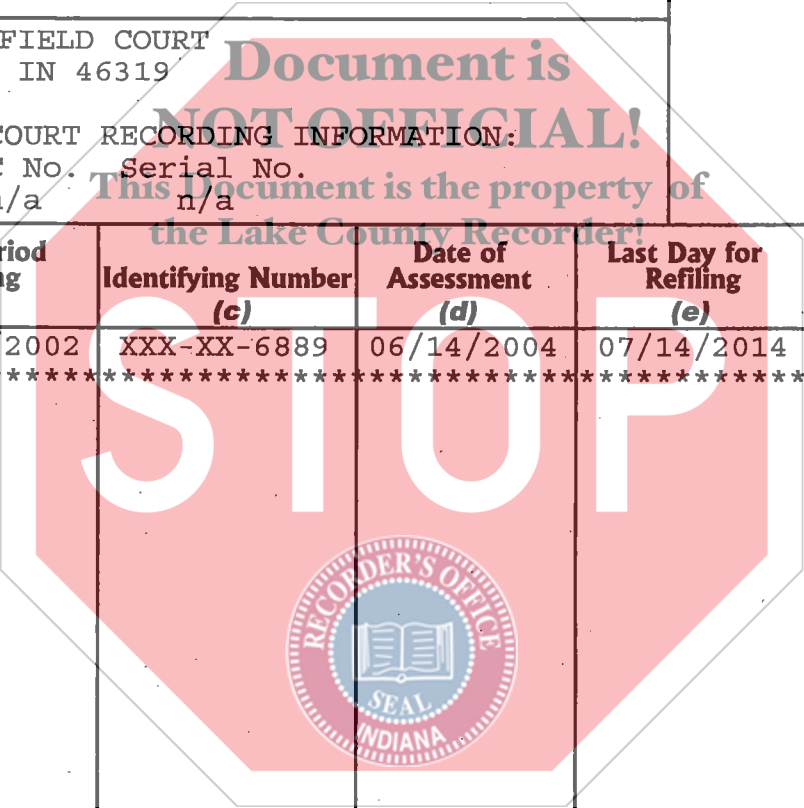 FIELD COURT
IN 46319
Document is
NOT OFFICIAL!
COURT RECORDING INFORMATION:
No. Serial No.
/a n/a
This Document is the property of
the Lake County Recorder!
riod
ng
Identifying Number
(c)
Date of
Assessment
(d)
Last Day for
Refiling
(e)
/2002 XXX-XX-6889 06/14/2004 07/14/2014
****************************************
STOP
RECORDER'S OFFICE
SEAL
INDIANA